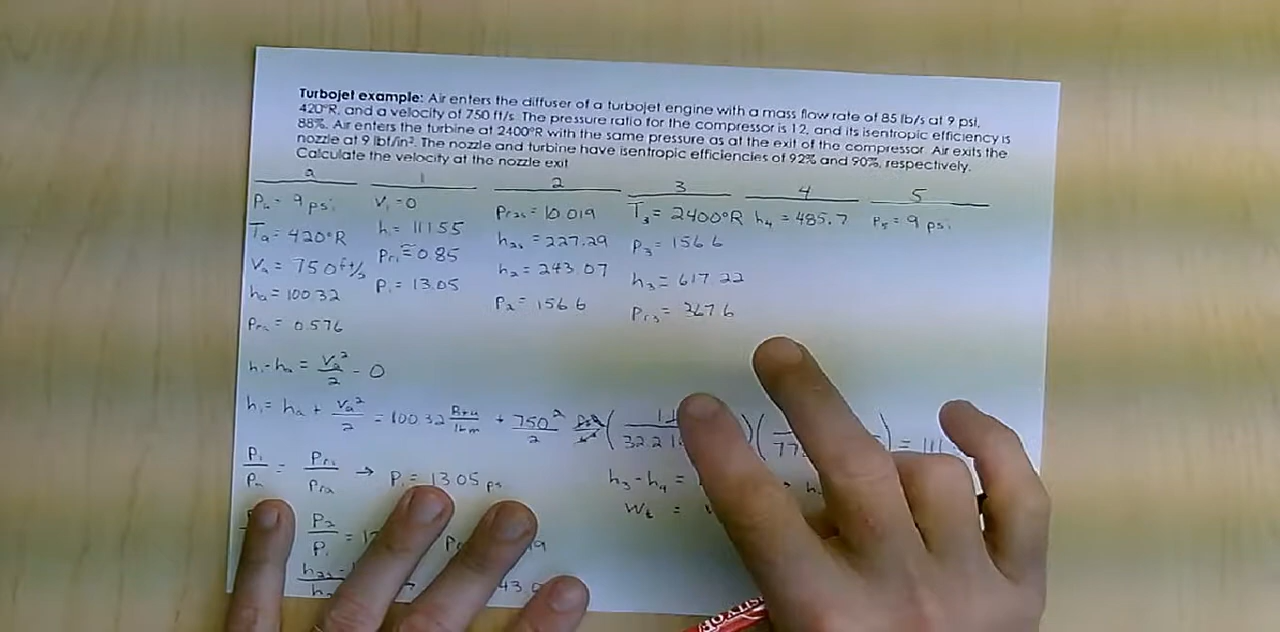 Turbojet example: Air enters the diffuser of a turbojet engine with a mass flow rate of 85 lb/s at 9 psi,
420°R, and a velocity of 750 ft/s. The pressure ratio for the compressor is 12, and its isentropic efficiency is
88%. Air enters the turbine at 2400°R with the same pressure as at the exit of the compressor. Air exits the
nozzle at 9 lbf/in². The nozzle and turbine have isentropic efficiencies of 92% and 90%, respectively.
Calculate the velocity at the nozzle exit
a 1 2 3 4 5
Pa = 9 psi V1 = 0 Pr2s = 10.019 T3 = 2400°R h4 = 485.7 P5 = 9 psi
Ta = 420°R h1 = 111.55 h2s = 227.29 P3 = 156.6
Va = 750 ft/s Pr1 = 0.85 h2 = 243.07 h3 = 617.22
ha = 100.32 P1 = 13.05 P2 = 156.6 Pr3 = 367.6
Pra = 0.576
h1 - ha = Va²/2 - 0
h1 = ha + Va²/2 = 100.32 Btu/lbm + 750²/2
P1/Pa = Pr1/Pra → P1 = 13.05 psi
h3 - h4 =
P2/P1 =
Wt =